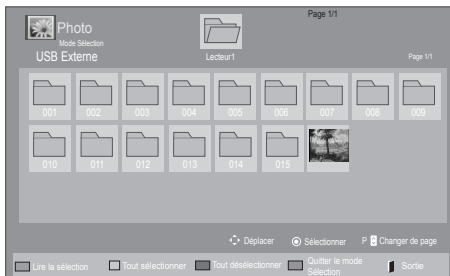 Page 1/1
Photo
Mode Sélection
USB Externe
Lecteur1
Page 1/1
001 002 003 004 005 006 007 008 009
010 011 012 013 014 015
Déplacer Sélectionner P Changer de page
Lire la sélection Tout sélectionner Tout désélectionner Quitter le mode Sélection Sortie